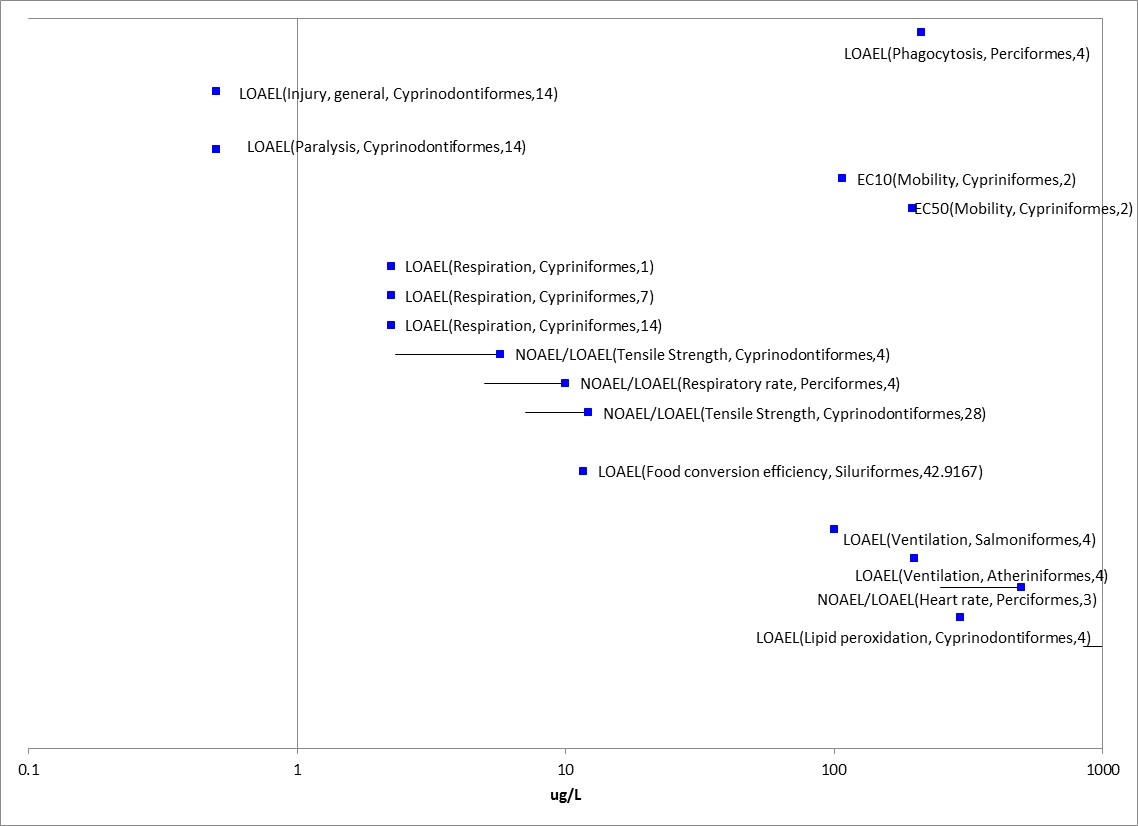 LOAEL(Phagocytosis, Perciformes,4)
LOAEL(Injury, general, Cyprinodontiformes,14)
LOAEL(Paralysis, Cyprinodontiformes,14)
EC10(Mobility, Cypriniformes,2)
EC50(Mobility, Cypriniformes,2)
LOAEL(Respiration, Cypriniformes,1)
LOAEL(Respiration, Cypriniformes,7)
LOAEL(Respiration, Cypriniformes,14)
NOAEL/LOAEL(Tensile Strength, Cyprinodontiformes,4)
NOAEL/LOAEL(Respiratory rate, Perciformes,4)
NOAEL/LOAEL(Tensile Strength, Cyprinodontiformes,28)
LOAEL(Food conversion efficiency, Siluriformes,42.9167)
LOAEL(Ventilation, Salmoniformes,4)
LOAEL(Ventilation, Atheriniformes,4)
NOAEL/LOAEL(Heart rate, Perciformes,3)
LOAEL(Lipid peroxidation, Cyprinodontiformes,4)
0.1 1 10 100 1000
ug/L